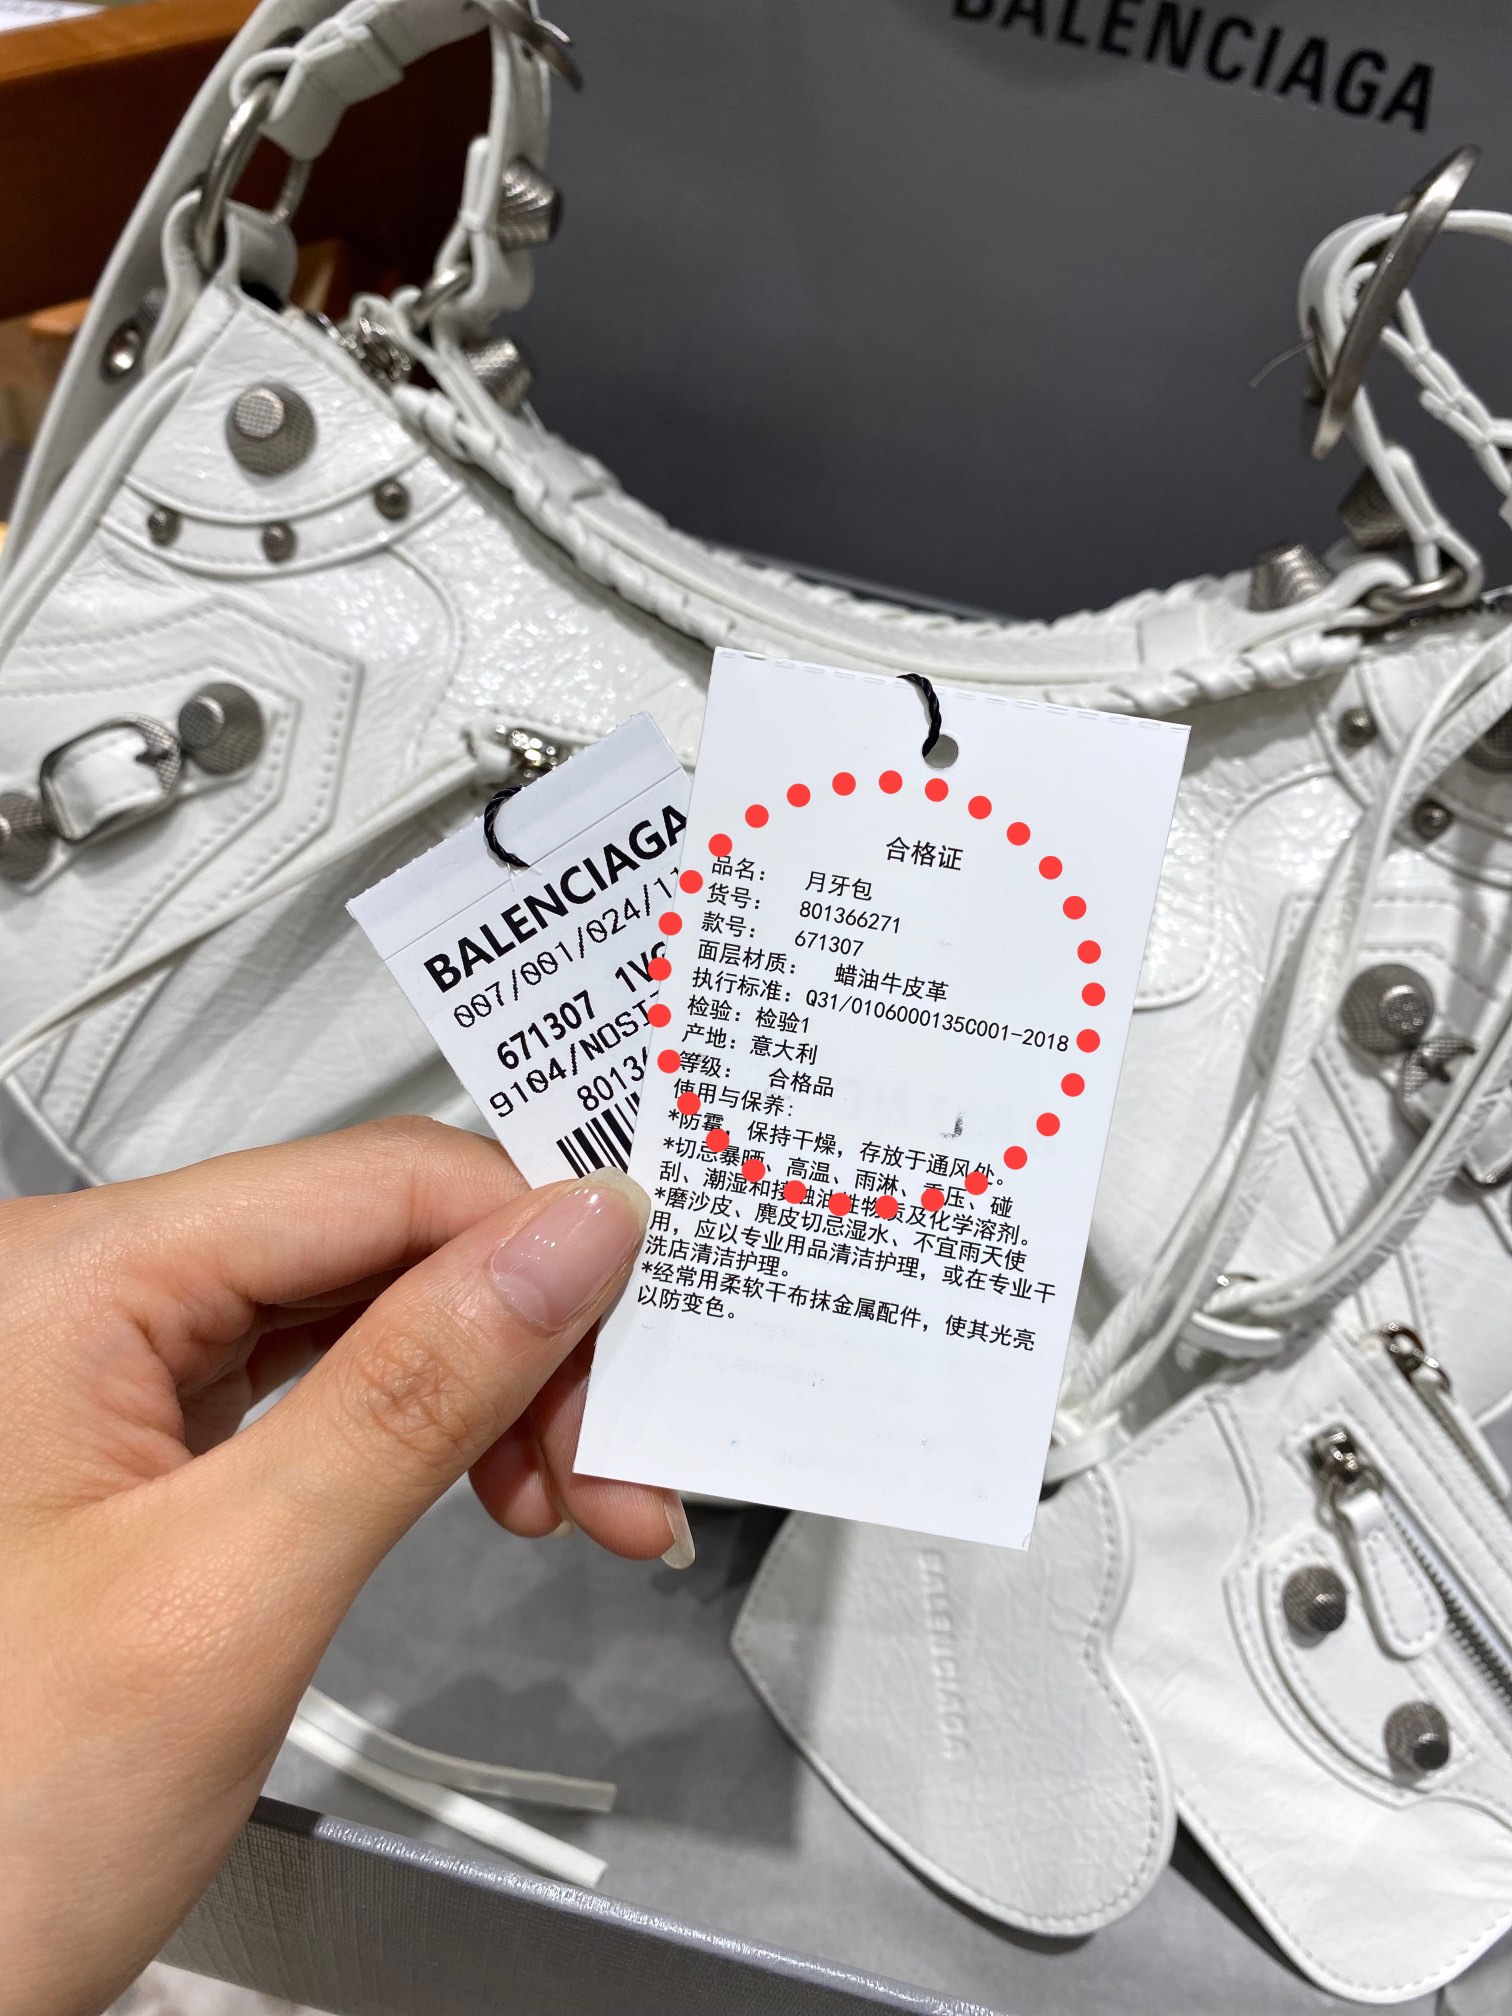 BALENCIAGA
BALENCIAGA
007/001/024/11
671307 1V
9104/NOSI
8013
合格证
品名: 月牙包
货号: 801366271
款号: 671307
面层材质: 蜡油牛皮革
执行标准: Q31/0106000135C001-2018
检验: 检验1
产地: 意大利
等级: 合格品
使用与保养:
*防霉, 保持干燥, 存放于通风处。
*切忌暴晒、高温、雨淋、重压、碰
刮、潮湿和接触油性物质及化学溶剂。
*磨沙皮、麂皮切忌湿水、不宜雨天使
用, 应以专业用品清洁护理, 或在专业干
洗店清洁护理。
*经常用柔软干布抹金属配件, 使其光亮
以防变色。
BALENCIAGA